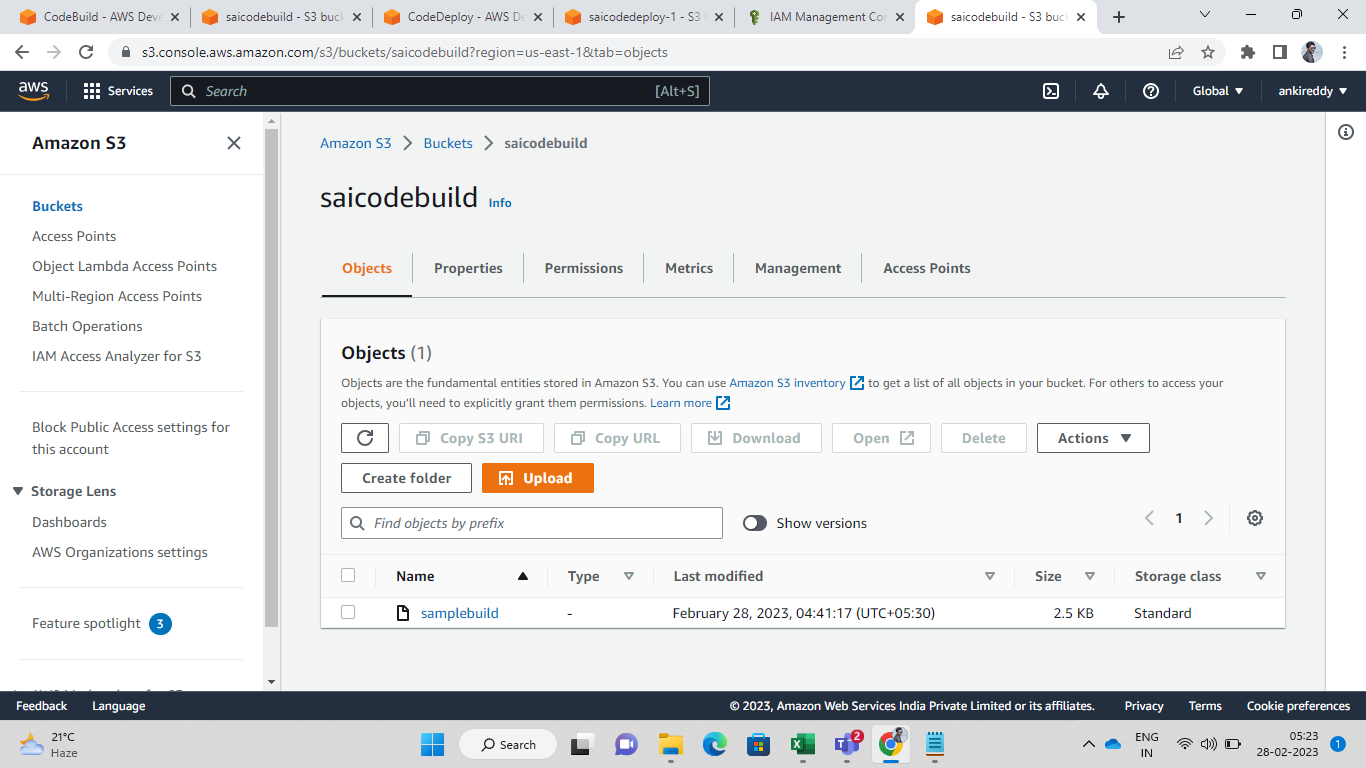 CodeBuild - AWS Deve
saicodebuild - S3 buck
CodeDeploy - AWS De
saicodedeploy-1 - S3
IAM Management Con
saicodebuild - S3 buck
s3.console.aws.amazon.com/s3/buckets/saicodebuild?region=us-east-1&tab=objects
aws
Services
Search
[Alt+S]
Global
ankireddy
Amazon S3
Buckets
Access Points
Object Lambda Access Points
Multi-Region Access Points
Batch Operations
IAM Access Analyzer for S3
Block Public Access settings for
this account
Storage Lens
Dashboards
AWS Organizations settings
Feature spotlight 3
Amazon S3 > Buckets > saicodebuild
saicodebuild Info
Objects
Properties
Permissions
Metrics
Management
Access Points
Objects (1)
Objects are the fundamental entities stored in Amazon S3. You can use Amazon S3 inventory to get a list of all objects in your bucket. For others to access your
objects, you'll need to explicitly grant them permissions. Learn more
Copy S3 URI
Copy URL
Download
Open
Delete
Actions
Create folder
Upload
Find objects by prefix
Show versions
1
Name Type Last modified Size Storage class
samplebuild - February 28, 2023, 04:41:17 (UTC+05:30) 2.5 KB Standard
Feedback Language © 2023, Amazon Web Services India Private Limited or its affiliates. Privacy Terms Cookie preferences
21°C
Haze
Search
2
ENG
IN
05:23
28-02-2023
1